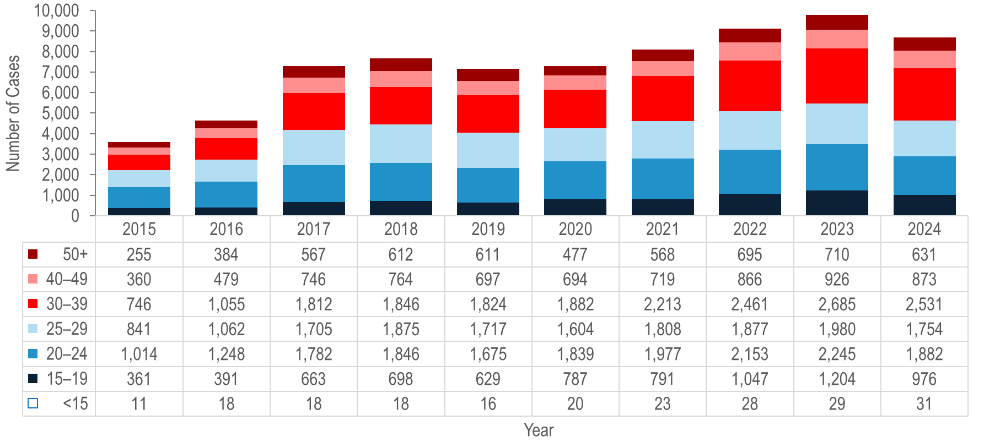 10,000
9,000
8,000
7,000
6,000
5,000
4,000
3,000
2,000
1,000
0
Number of Cases
2015 2016 2017 2018 2019 2020 2021 2022 2023 2024
50+ 255 384 567 612 611 477 568 695 710 631
40–49 360 479 746 764 697 694 719 866 926 873
30–39 746 1,055 1,812 1,846 1,824 1,882 2,213 2,461 2,685 2,531
25–29 841 1,062 1,705 1,875 1,717 1,604 1,808 1,877 1,980 1,754
20–24 1,014 1,248 1,782 1,846 1,675 1,839 1,977 2,153 2,245 1,882
15–19 361 391 663 698 629 787 791 1,047 1,204 976
<15 11 18 18 18 16 20 23 28 29 31
Year